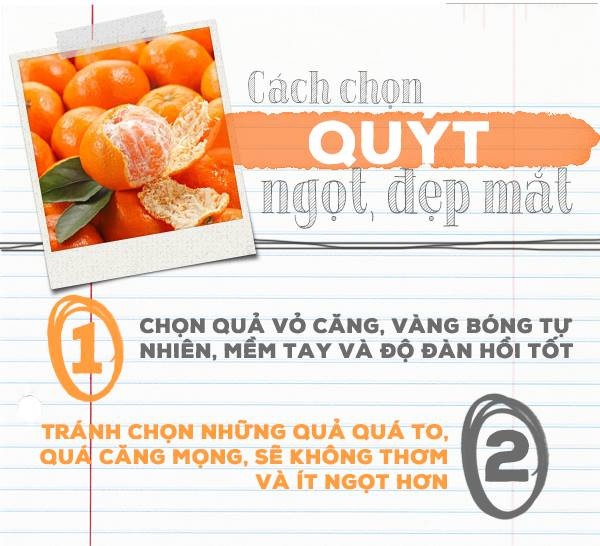 Cách chọn
QUÝT
ngọt, đẹp mắt
1
CHỌN QUẢ VỎ CĂNG, VÀNG BÓNG TỰ
NHIÊN, MỀM TAY VÀ ĐỘ ĐÀN HỒI TỐT
TRÁNH CHỌN NHỮNG QUẢ QUÁ TO,
QUÁ CĂNG MỌNG, SẼ KHÔNG THƠM
VÀ ÍT NGỌT HƠN
2